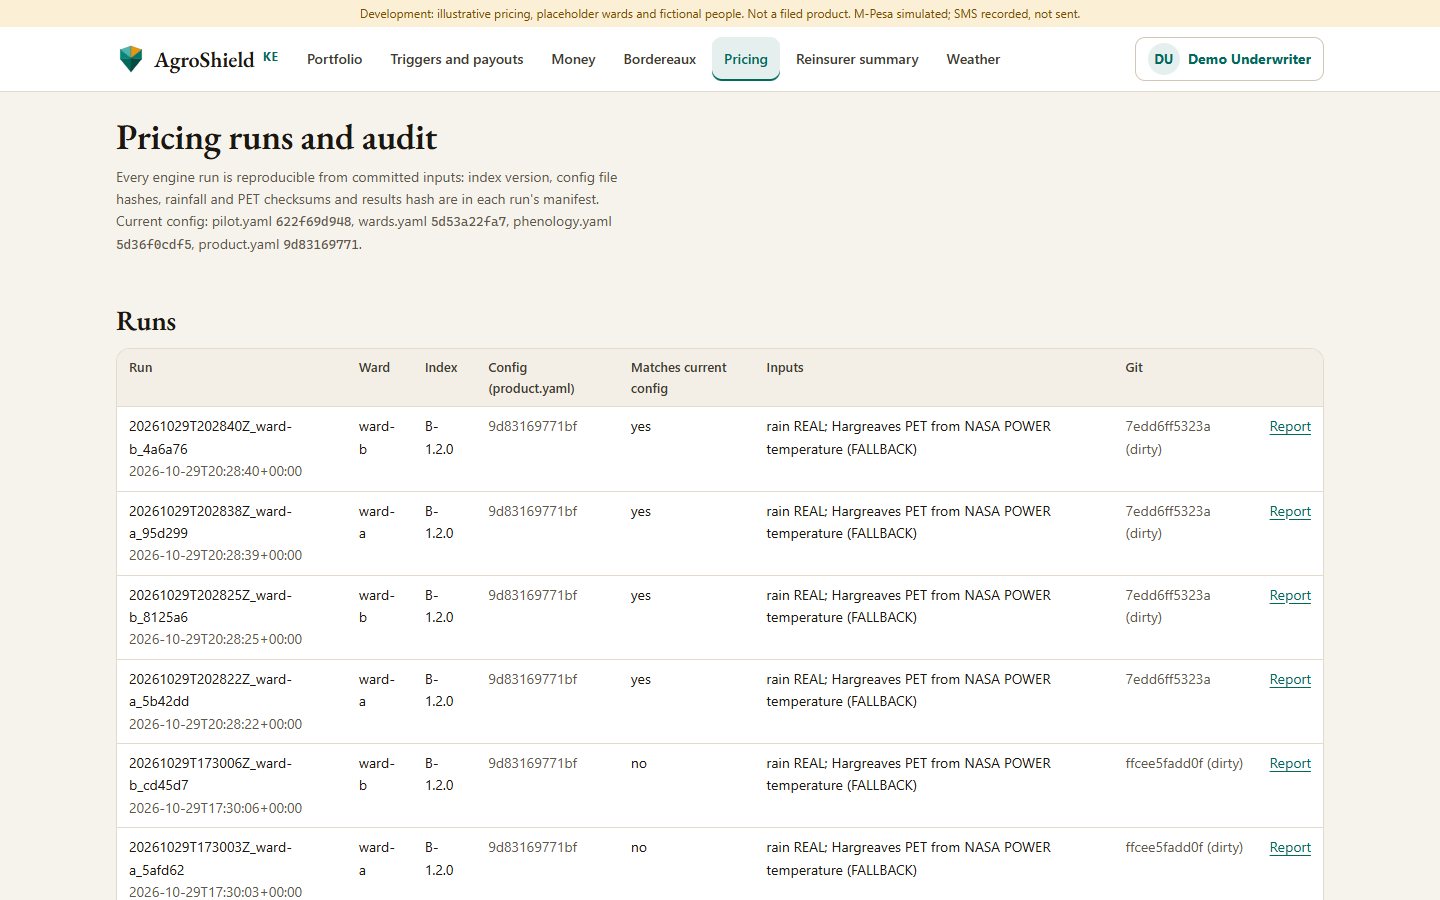 Development: illustrative pricing, placeholder wards and fictional people. Not a filed product. M-Pesa simulated; SMS recorded, not sent.
AgroShield KE
Portfolio
Triggers and payouts
Money
Bordereaux
Pricing
Reinsurer summary
Weather
DU
Demo Underwriter
Pricing runs and audit
Every engine run is reproducible from committed inputs: index version, config file
hashes, rainfall and PET checksums and results hash are in each run's manifest.
Current config: pilot.yaml 622f69d948, wards.yaml 5d53a22fa7, phenology.yaml
5d36f0cdf5, product.yaml 9d83169771.
Runs
Run
Ward
Index
Config
(product.yaml)
Matches current
config
Inputs
Git
20261029T202840Z_ward-
b_4a6a76
2026-10-29T20:28:40+00:00
ward-
b
B-
1.2.0
9d83169771bf
yes
rain REAL; Hargreaves PET from NASA POWER
temperature (FALLBACK)
7edd6ff5323a
(dirty)
Report
20261029T202838Z_ward-
a_95d299
2026-10-29T20:28:39+00:00
ward-
a
B-
1.2.0
9d83169771bf
yes
rain REAL; Hargreaves PET from NASA POWER
temperature (FALLBACK)
7edd6ff5323a
(dirty)
Report
20261029T202825Z_ward-
b_8125a6
2026-10-29T20:28:25+00:00
ward-
b
B-
1.2.0
9d83169771bf
yes
rain REAL; Hargreaves PET from NASA POWER
temperature (FALLBACK)
7edd6ff5323a
(dirty)
Report
20261029T202822Z_ward-
a_5b42dd
2026-10-29T20:28:22+00:00
ward-
a
B-
1.2.0
9d83169771bf
yes
rain REAL; Hargreaves PET from NASA POWER
temperature (FALLBACK)
7edd6ff5323a
Report
20261029T173006Z_ward-
b_cd45d7
2026-10-29T17:30:06+00:00
ward-
b
B-
1.2.0
9d83169771bf
no
rain REAL; Hargreaves PET from NASA POWER
temperature (FALLBACK)
ffcee5fadd0f (dirty)
Report
20261029T173003Z_ward-
a_5afd62
2026-10-29T17:30:03+00:00
ward-
a
B-
1.2.0
9d83169771bf
no
rain REAL; Hargreaves PET from NASA POWER
temperature (FALLBACK)
ffcee5fadd0f (dirty)
Report